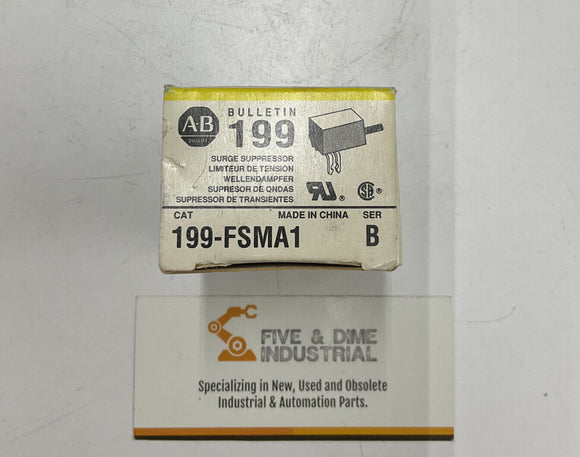 A-B
QUALITY
BULLETIN
199
SURGE SUPPRESSOR
LIMITEUR DE TENSION
WELLENDAMPFER
SUPRESOR DE ONDAS
SUPRESSOR DE TRANSIENTES
CAT MADE IN CHINA SER
199-FSMA1 B
FIVE & DIME
INDUSTRIAL
Specializing in New, Used and Obsolete
Industrial & Automation Parts.